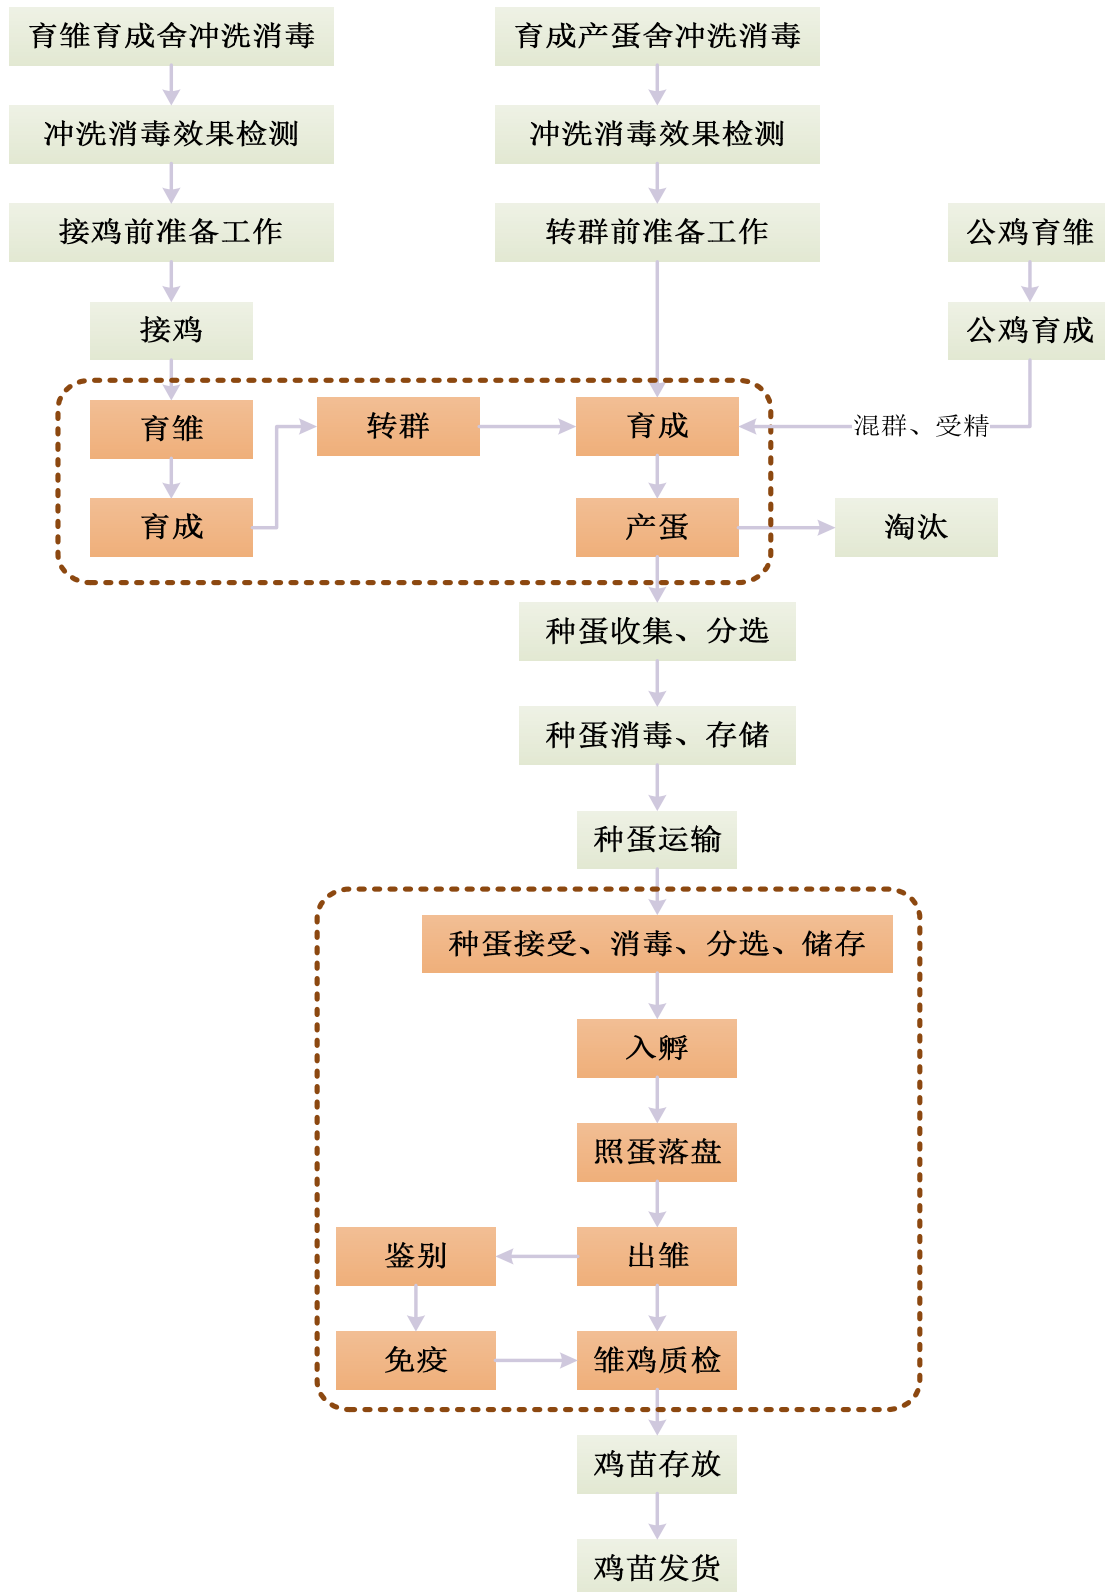 育雏育成舍冲洗消毒
育成产蛋舍冲洗消毒
冲洗消毒效果检测
冲洗消毒效果检测
接鸡前准备工作
转群前准备工作
公鸡育雏
接鸡
公鸡育成
育雏
转群
育成
混群、受精
育成
产蛋
淘汰
种蛋收集、分选
种蛋消毒、存储
种蛋运输
种蛋接受、消毒、分选、储存
入孵
照蛋落盘
鉴别
出雏
免疫
雏鸡质检
鸡苗存放
鸡苗发货